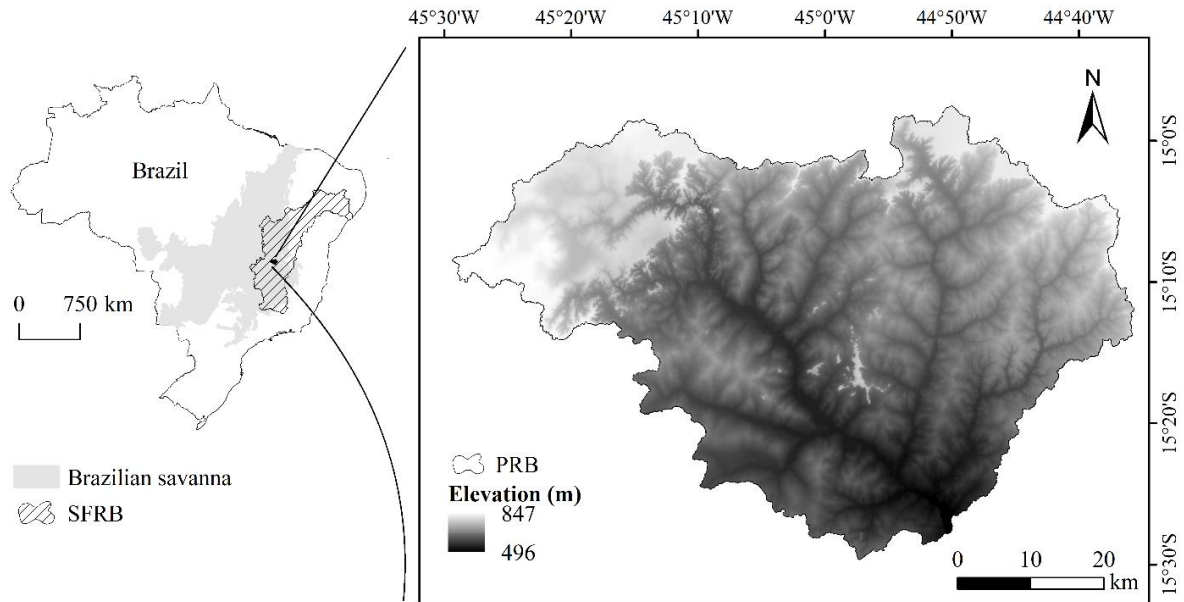 45°30'W
45°20'W
45°10'W
45°0'W
44°50'W
44°40'W
N
15°0'S
15°10'S
15°20'S
15°30'S
Brazil
0 750 km
Brazilian savanna
SFRB
PRB
Elevation (m)
847
496
0 10 20
km